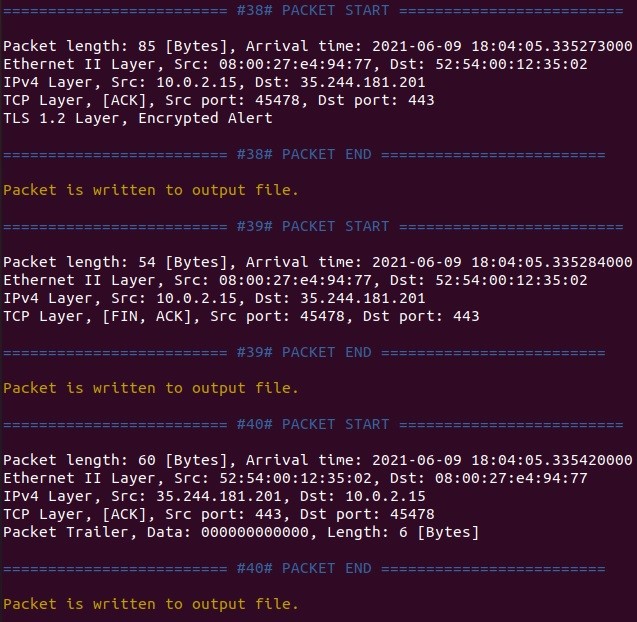 ========================= #38# PACKET START =========================
Packet length: 85 [Bytes], Arrival time: 2021-06-09 18:04:05.335273000
Ethernet II Layer, Src: 08:00:27:e4:94:77, Dst: 52:54:00:12:35:02
IPv4 Layer, Src: 10.0.2.15, Dst: 35.244.181.201
TCP Layer, [ACK], Src port: 45478, Dst port: 443
TLS 1.2 Layer, Encrypted Alert
========================= #38# PACKET END =========================
Packet is written to output file.
========================= #39# PACKET START =========================
Packet length: 54 [Bytes], Arrival time: 2021-06-09 18:04:05.335284000
Ethernet II Layer, Src: 08:00:27:e4:94:77, Dst: 52:54:00:12:35:02
IPv4 Layer, Src: 10.0.2.15, Dst: 35.244.181.201
TCP Layer, [FIN, ACK], Src port: 45478, Dst port: 443
========================= #39# PACKET END =========================
Packet is written to output file.
========================= #40# PACKET START =========================
Packet length: 60 [Bytes], Arrival time: 2021-06-09 18:04:05.335420000
Ethernet II Layer, Src: 52:54:00:12:35:02, Dst: 08:00:27:e4:94:77
IPv4 Layer, Src: 35.244.181.201, Dst: 10.0.2.15
TCP Layer, [ACK], Src port: 443, Dst port: 45478
Packet Trailer, Data: 000000000000, Length: 6 [Bytes]
========================= #40# PACKET END =========================
Packet is written to output file.